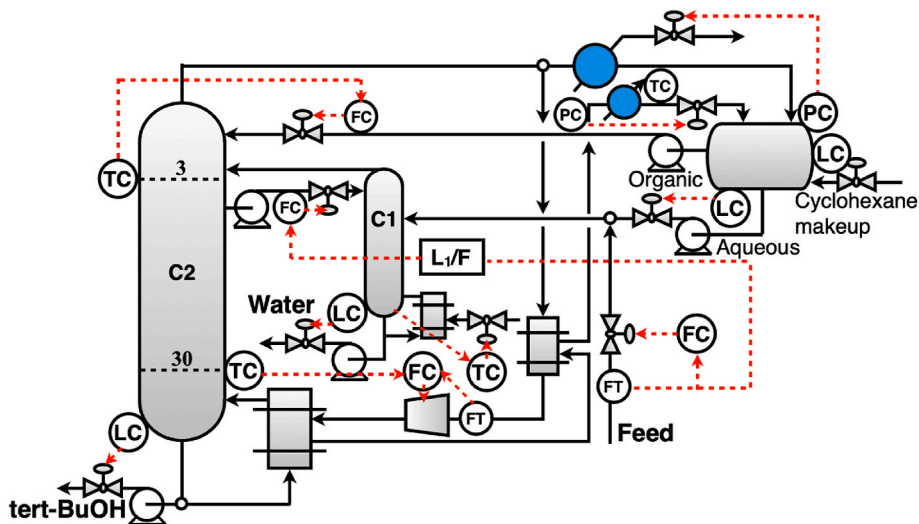 FC
TC
PC
PC
TC
3
TC
FC
C1
Organic
LC
LC
Cyclohexane
makeup
Aqueous
C2
L₁/F
Water
LC
FC
30
TC
FC
TC
FT
FT
LC
Feed
tert-BuOH